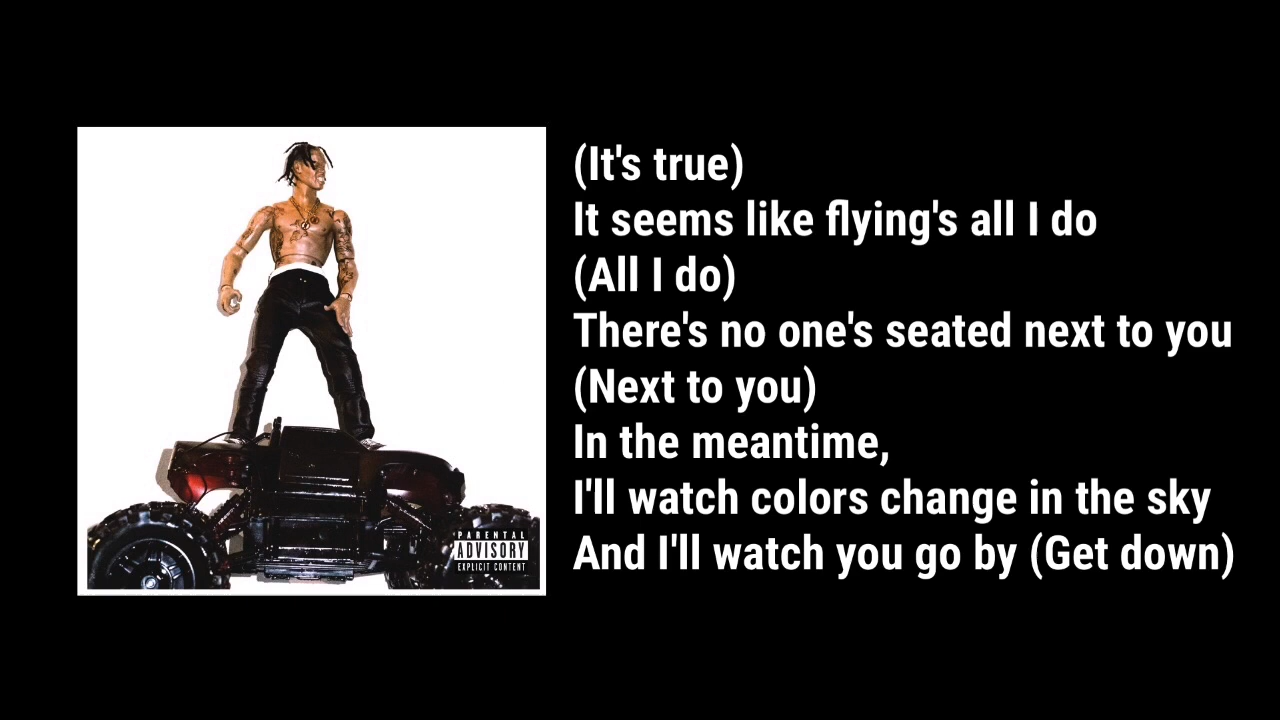 (It's true)
It seems like flying's all I do
(All I do)
There's no one's seated next to you
(Next to you)
In the meantime,
I'll watch colors change in the sky
And I'll watch you go by (Get down)
PARENTAL
ADVISORY
EXPLICIT CONTENT